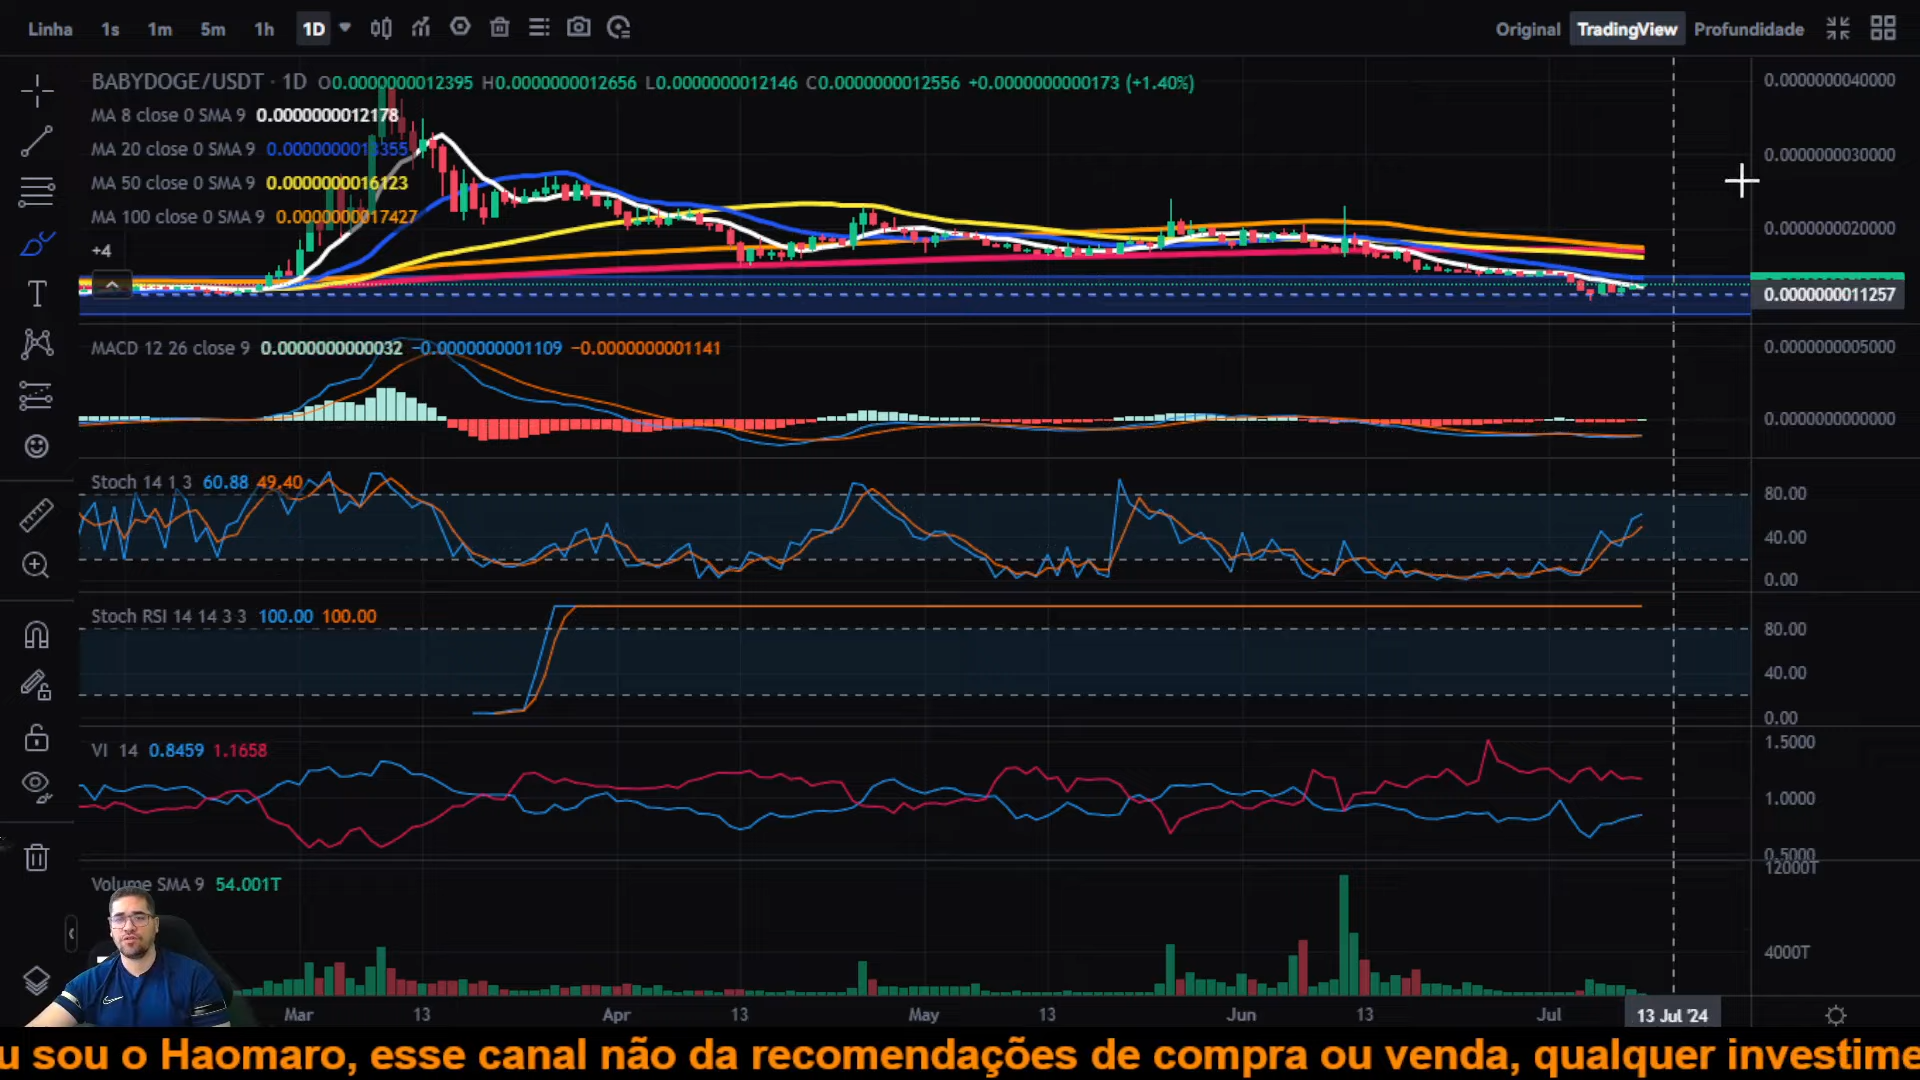 Linha 1s 1m 5m 1h 1D Original TradingView Profundidade
BABYDOGE/USDT · 1D O0.0000000012395 H0.0000000012656 L0.0000000012146 C0.0000000012556 +0.0000000000173 (+1.40%)
0.0000000040000
MA 8 close 0 SMA 9 0.0000000012178
MA 20 close 0 SMA 9
0.0000000030000
MA 50 close 0 SMA 9 0.0000000016123
MA 100 close 0 SMA 9 0.0000000017427
0.0000000020000
+4
0.0000000011257
MACD 12 26 close 9 0.0000000000032 −0.0000000001109 −0.0000000001141
0.0000000005000
0.0000000000000
Stoch 14 1 3 60.88 49.40
80.00
40.00
0.00
Stoch RSI 14 14 3 3 100.00 100.00
80.00
40.00
0.00
VI 14 0.8459 1.1658
1.5000
1.0000
0.5000
12000T
Volume SMA 9 54.001T
4000T
Mar 13 Apr 13 May 13 Jun 13 Jul 13 Jul '24
u sou o Haomaro, esse canal não da recomendações de compra ou venda, qualquer investime